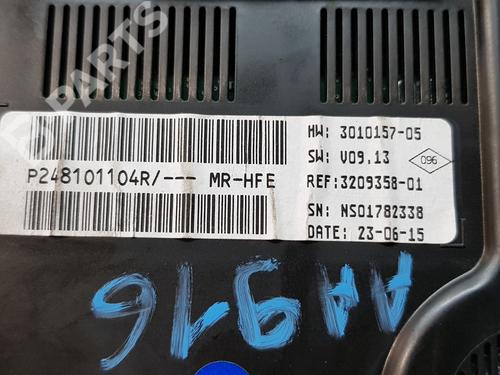 B PARTS
HW: 3010157-05
SW: V09.13
096
P248101104R/--- MR-HFE
REF:3209358-01
SN: NS01782338
DATE: 23-06-15
AA916